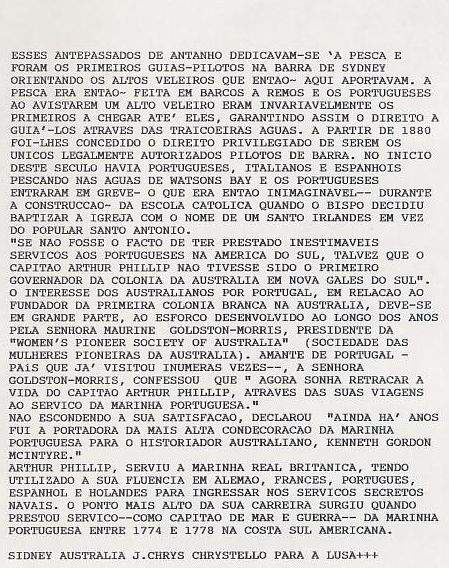 ESSES ANTEPASSADOS DE ANTANHO DEDICAVAM-SE `A PESCA E
FORAM OS PRIMEIROS GUIAS-PILOTOS NA BARRA DE SYDNEY
ORIENTANDO OS ALTOS VELEIROS QUE ENTAO~ AQUI APORTAVAM. A
PESCA ERA ENTAO~ FEITA EM BARCOS A REMOS E OS PORTUGUESES
AO AVISTAREM UM ALTO VELEIRO ERAM INVARIAVELMENTE OS
PRIMEIROS A CHEGAR ATE' ELES, GARANTINDO ASSIM O DIREITO A
GUIA'-LOS ATRAVES DAS TRAICOEIRAS AGUAS. A PARTIR DE 1880
FOI-LHES CONCEDIDO O DIREITO PRIVILEGIADO DE SEREM OS
UNICOS LEGALMENTE AUTORIZADOS PILOTOS DE BARRA. NO INICIO
DESTE SECULO HAVIA PORTUGUESES, ITALIANOS E ESPANHOIS
PESCANDO NAS AGUAS DE WATSONS BAY E OS PORTUGUESES
ENTRARAM EM GREVE- O QUE ERA ENTAO INIMAGINAVEL-- DURANTE
A CONSTRUCCAO~ DA ESCOLA CATOLICA QUANDO O BISPO DECIDIU
BAPTIZAR A IGREJA COM O NOME DE UM SANTO IRLANDES EM VEZ
DO POPULAR SANTO ANTONIO.
"SE NAO FOSSE O FACTO DE TER PRESTADO INESTIMAVEIS
SERVICOS AOS PORTUGUESES NA AMERICA DO SUL, TALVEZ QUE O
CAPITAO ARTHUR PHILLIP NAO TIVESSE SIDO O PRIMEIRO
GOVERNADOR DA COLONIA DA AUSTRALIA EM NOVA GALES DO SUL".
O INTERESSE DOS AUSTRALIANOS POR PORTUGAL, EM RELACAO AO
FUNDADOR DA PRIMEIRA COLONIA BRANCA NA AUSTRALIA, DEVE-SE
EM GRANDE PARTE, AO ESFORCO DESENVOLVIDO AO LONGO DOS ANOS
PELA SENHORA MAURINE GOLDSTON-MORRIS, PRESIDENTE DA
"WOMEN'S PIONEER SOCIETY OF AUSTRALIA" (SOCIEDADE DAS
MULHERES PIONEIRAS DA AUSTRALIA). AMANTE DE PORTUGAL -
PAiS QUE JA' VISITOU INUMERAS VEZES--, A SENHORA
GOLDSTON-MORRIS, CONFESSOU QUE " AGORA SONHA RETRACAR A
VIDA DO CAPITAO ARTHUR PHILLIP, ATRAVES DAS SUAS VIAGENS
AO SERVICO DA MARINHA PORTUGUESA."
NAO ESCONDENDO A SUA SATISFACAO, DECLAROU "AINDA HA' ANOS
FUI A PORTADORA DA MAIS ALTA CONDECORACAO DA MARINHA
PORTUGUESA PARA O HISTORIADOR AUSTRALIANO, KENNETH GORDON
MCINTYRE."
ARTHUR PHILLIP, SERVIU A MARINHA REAL BRITANICA, TENDO
UTILIZADO A SUA FLUENCIA EM ALEMAO, FRANCES, PORTUGUES,
ESPANHOL E HOLANDES PARA INGRESSAR NOS SERVICOS SECRETOS
NAVAIS. O PONTO MAIS ALTO DA SUA CARREIRA SURGIU QUANDO
PRESTOU SERVICO--COMO CAPITAO DE MAR E GUERRA-- DA MARINHA
PORTUGUESA ENTRE 1774 E 1778 NA COSTA SUL AMERICANA.
SIDNEY AUSTRALIA J.CHRYS CHRYSTELLO PARA A LUSA+++